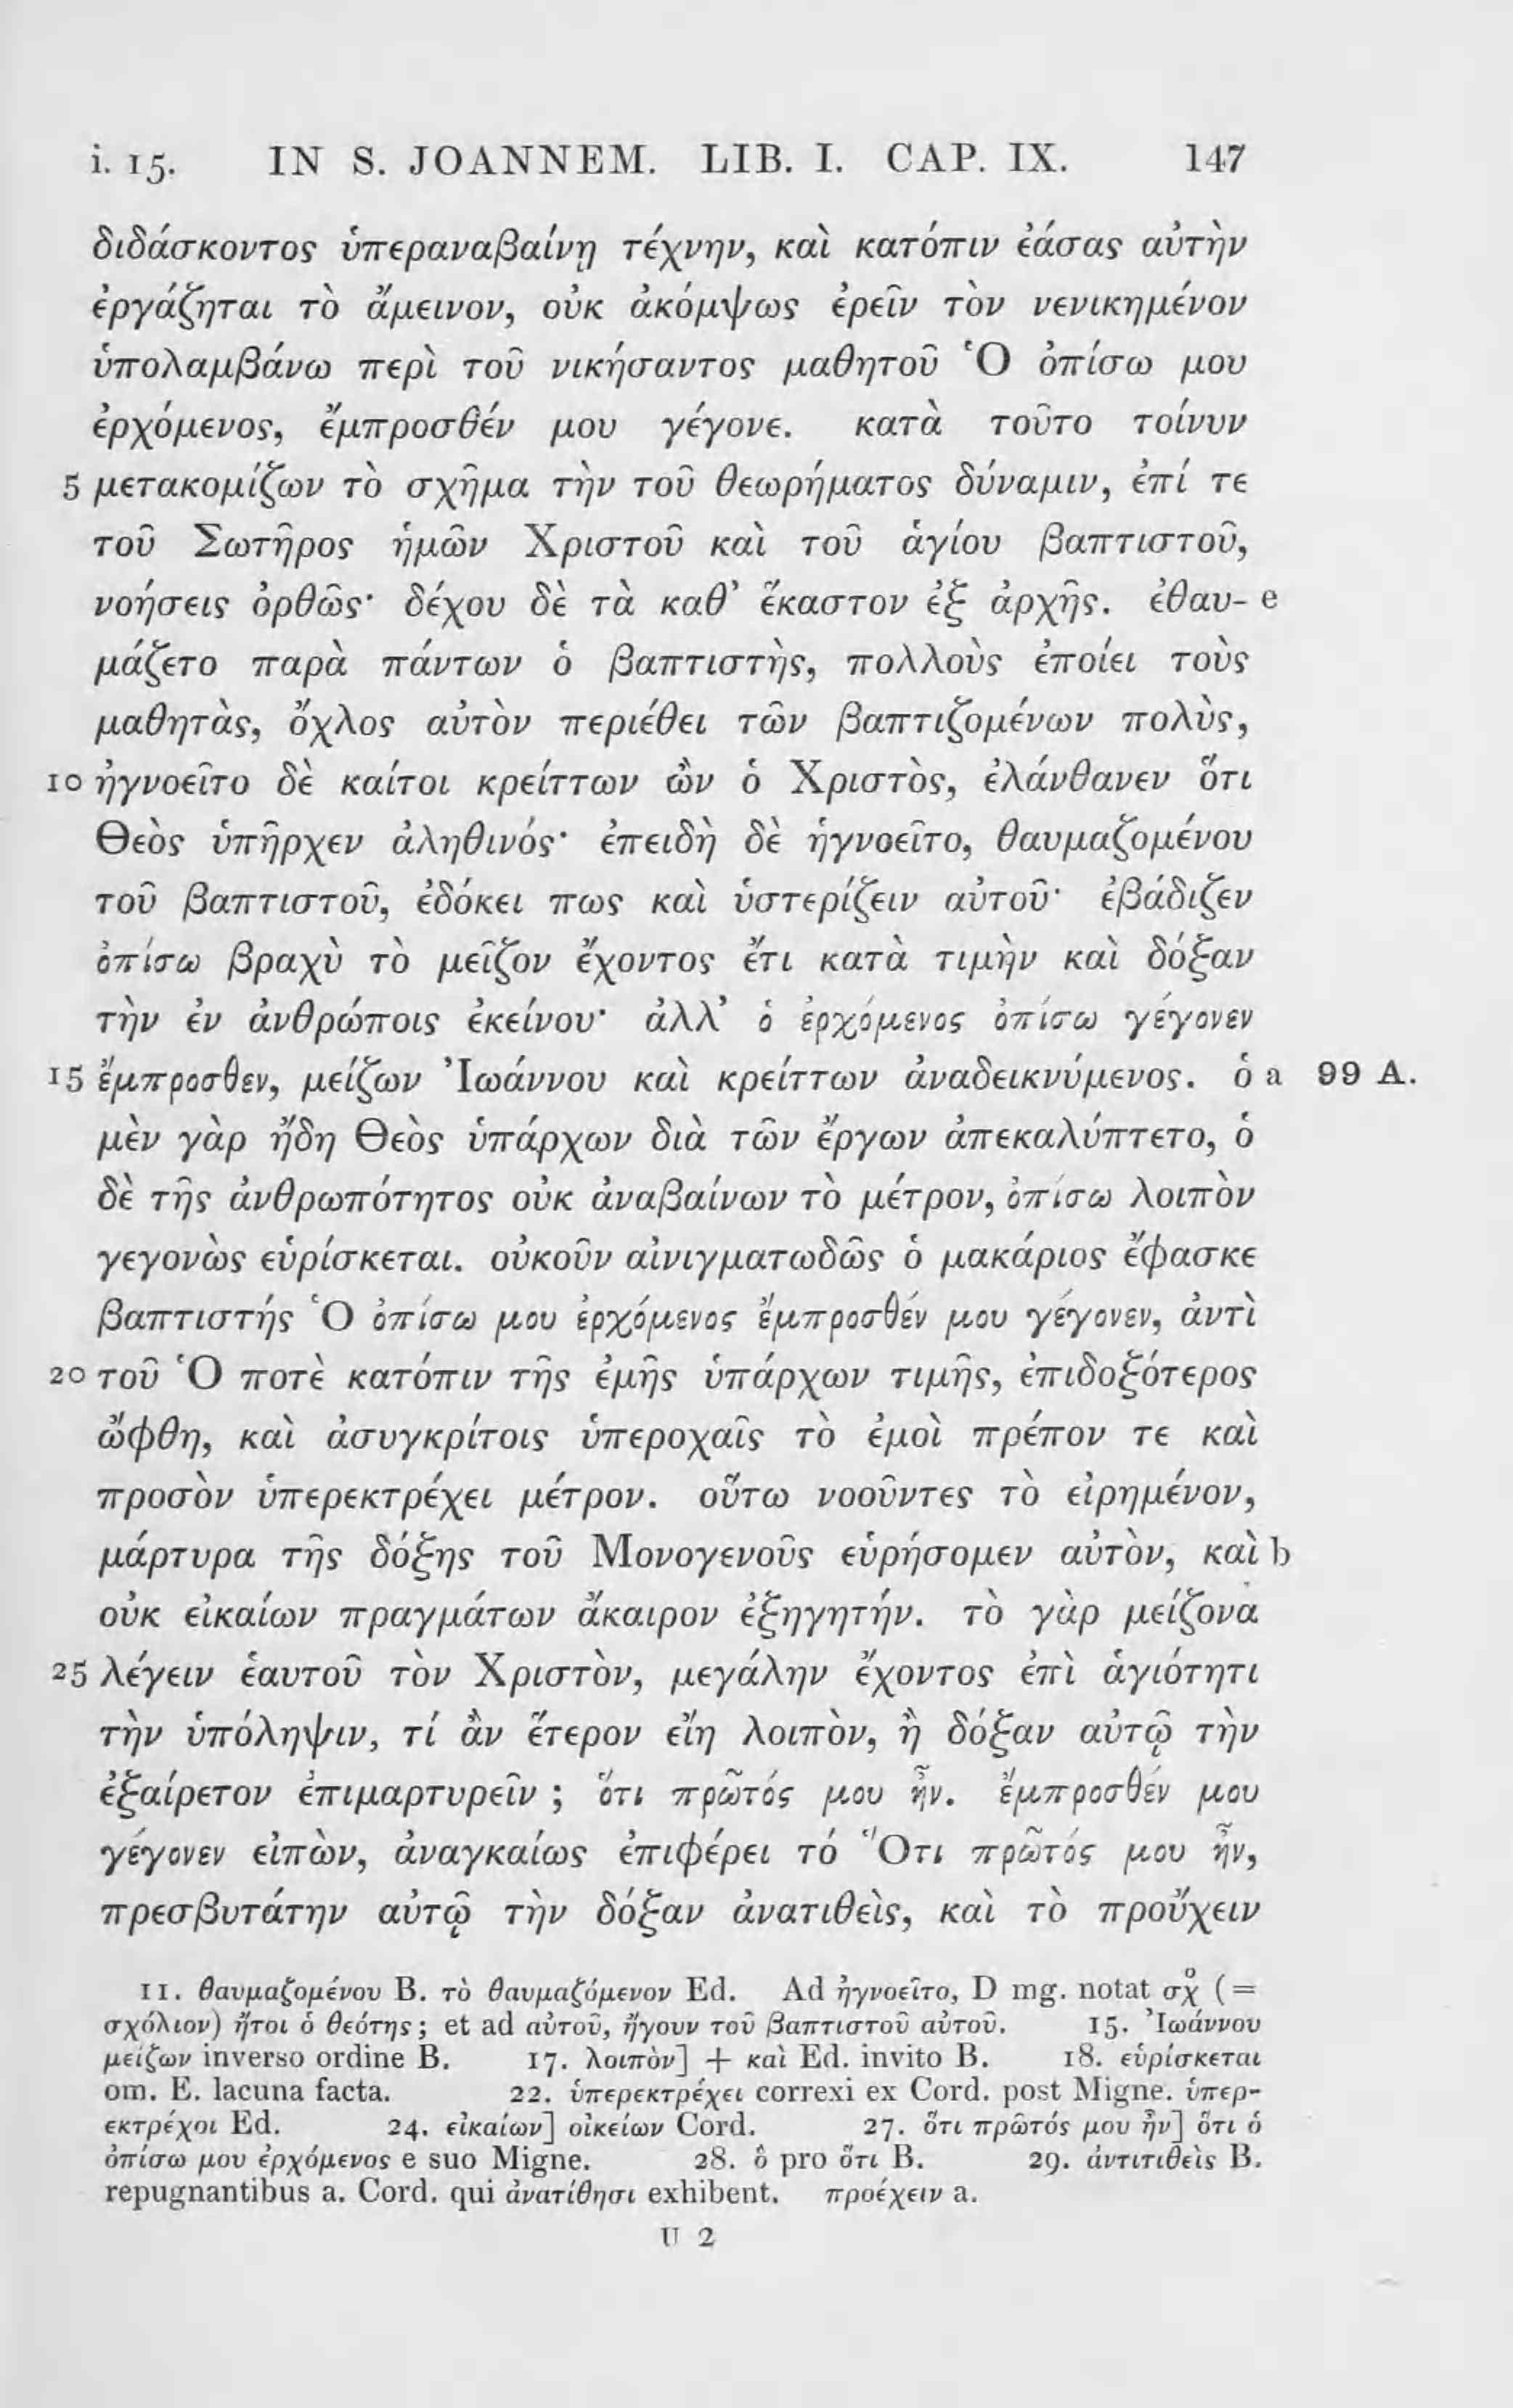 i. 15. IN S. JOANNEM. LIB. I. CAP. IX. 147
διδάσκοντος ὑπεραναβαίνῃ τέχνην, καὶ κατόπιν ἐάσας αὐτὴν
ἐργάζηται τὸ ἄμεινον, οὐκ ἀκόμψως ἐρεῖν τὸν νενικημένον
ὑπολαμβάνω περὶ τοῦ νικήσαντος μαθητοῦ Ὁ ὀπίσω μου
ἐρχόμενος, ἔμπροσθέν μου γέγονε. κατὰ τοῦτο τοίνυν
5 μετακομίζων τὸ σχῆμα τὴν τοῦ θεωρήματος δύναμιν, ἐπί τε
τοῦ Σωτῆρος ἡμῶν Χριστοῦ καὶ τοῦ ἁγίου βαπτιστοῦ,
νοήσεις ὀρθῶς· δέχου δὲ τὰ καθ’ ἕκαστον ἐξ ἀρχῆς. ἐθαυ- e
μάζετο παρὰ πάντων ὁ βαπτιστὴς, πολλοὺς ἐποίει τοὺς
μαθητὰς, ὄχλος αὐτὸν περιέθει τῶν βαπτιζομένων πολὺς,
10 ἠγνοεῖτο δὲ καίτοι κρείττων ὢν ὁ Χριστὸς, ἐλάνθανεν ὅτι
Θεὸς ὑπῆρχεν ἀληθινός· ἐπειδὴ δὲ ἠγνοεῖτο, θαυμαζομένου
τοῦ βαπτιστοῦ, ἐδόκει πως καὶ ὑστερίζειν αὐτοῦ· ἐβάδιζεν
ὀπίσω βραχὺ τὸ μεῖζον ἔχοντος ἔτι κατὰ τιμὴν καὶ δόξαν
τὴν ἐν ἀνθρώποις ἐκείνου· ἀλλ’ ὁ ἐρχόμενος ὀπίσω γέγονεν
15 ἔμπροσθεν, μείζων Ἰωάννου καὶ κρείττων ἀναδεικνύμενος. ὁ a 99 A.
μὲν γὰρ ἤδη Θεὸς ὑπάρχων διὰ τῶν ἔργων ἀπεκαλύπτετο, ὁ
δὲ τῆς ἀνθρωπότητος οὐκ ἀναβαίνων τὸ μέτρον, ὀπίσω λοιπὸν
γεγονὼς εὑρίσκεται. οὐκοῦν αἰνιγματωδῶς ὁ μακάριος ἔφασκε
βαπτιστής Ὁ ὀπίσω μου ἐρχόμενος ἔμπροσθέν μου γέγονεν, ἀντὶ
20 τοῦ Ὁ ποτὲ κατόπιν τῆς ἐμῆς ὑπάρχων τιμῆς, ἐπιδοξότερος
ὤφθη, καὶ ἀσυγκρίτοις ὑπεροχαῖς τὸ ἐμοὶ πρέπον τε καὶ
προσὸν ὑπερεκτρέχει μέτρον. οὕτω νοοῦντες τὸ εἰρημένον,
μάρτυρα τῆς δόξης τοῦ Μονογενοῦς εὑρήσομεν αὐτὸν, καὶ b
οὐκ εἰκαίων πραγμάτων ἄκαιρον ἐξηγητήν. τὸ γὰρ μείζονα
25 λέγειν ἑαυτοῦ τὸν Χριστὸν, μεγάλην ἔχοντος ἐπὶ ἁγιότητι
τὴν ὑπόληψιν, τί ἂν ἕτερον εἴη λοιπὸν, ἢ δόξαν αὐτῷ τὴν
ἐξαίρετον ἐπιμαρτυρεῖν ; ὅτι πρῶτός μου ἦν. ἔμπροσθέν μου
γέγονεν εἰπὼν, ἀναγκαίως ἐπιφέρει τό Ὅτι πρῶτός μου ἦν,
πρεσβυτάτην αὐτῷ τὴν δόξαν ἀνατιθεὶς, καὶ τὸ προὔχειν
11. θαυμαζομένου B. τὸ θαυμαζόμενον Ed. Ad ἠγνοεῖτο, D mg. notat σχο (=
σχόλιον) ἤτοι ὁ θεότης ; et ad αὐτοῦ, ἤγουν τοῦ βαπτιστοῦ αὐτοῦ. 15. Ἰωάννου
μείζων inverso ordine B. 17. λοιπὸν] + καὶ Ed. invito B. 18. εὑρίσκεται
om. E. lacuna facta. 22. ὑπερεκτρέχει correxi ex Cord. post Migne. ὑπερ-
εκτρέχοι Ed. 24. εἰκαίων] οἰκείων Cord. 27. ὅτι πρῶτός μου ἦν] ὅτι ὁ
ὀπίσω μου ἐρχόμενος e suo Migne. 28. ὃ pro ὅτι B. 29. ἀντιτιθεὶς B.
repugnantibus a. Cord. qui ἀνατίθησι exhibent. προέχειν a.
U 2